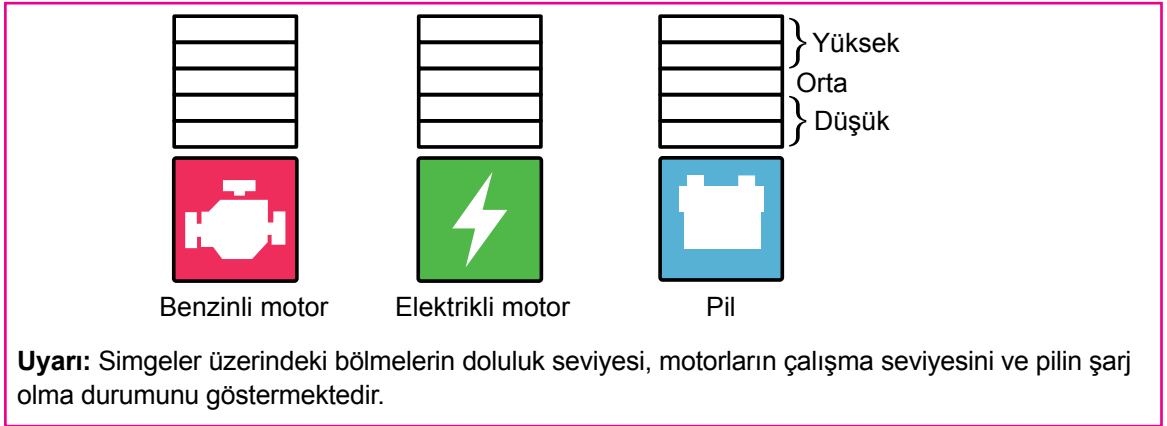 Yüksek
Orta
Düşük
Benzinli motor Elektrikli motor Pil
Uyarı: Simgeler üzerindeki bölmelerin doluluk seviyesi, motorların çalışma seviyesini ve pilin şarj
olma durumunu göstermektedir.